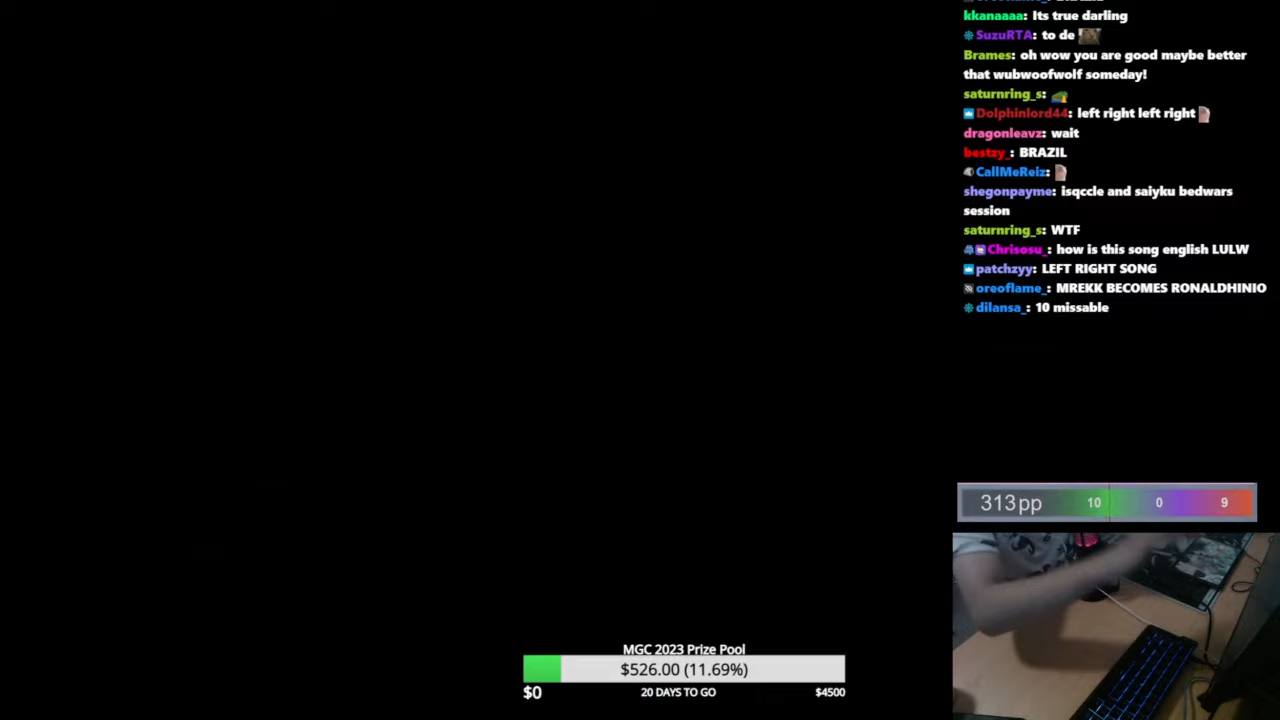 kkanaaaa: Its true darling
SuzuRTA: to de
Brames: oh wow you are good maybe better
that wubwoofwolf someday!
saturnring_s:
Dolphinlord44: left right left right
dragonleavz: wait
bestzy_: BRAZIL
CallMeReiz:
shegonpayme: isqccle and saiyku bedwars
session
saturnring_s: WTF
Chrisosu_: how is this song english LULW
patchzyy: LEFT RIGHT SONG
oreoflame_: MREKK BECOMES RONALDHINIO
dilansa_: 10 missable
313pp 10 0 9
MGC 2023 Prize Pool
$526.00 (11.69%)
$0 20 DAYS TO GO $4500